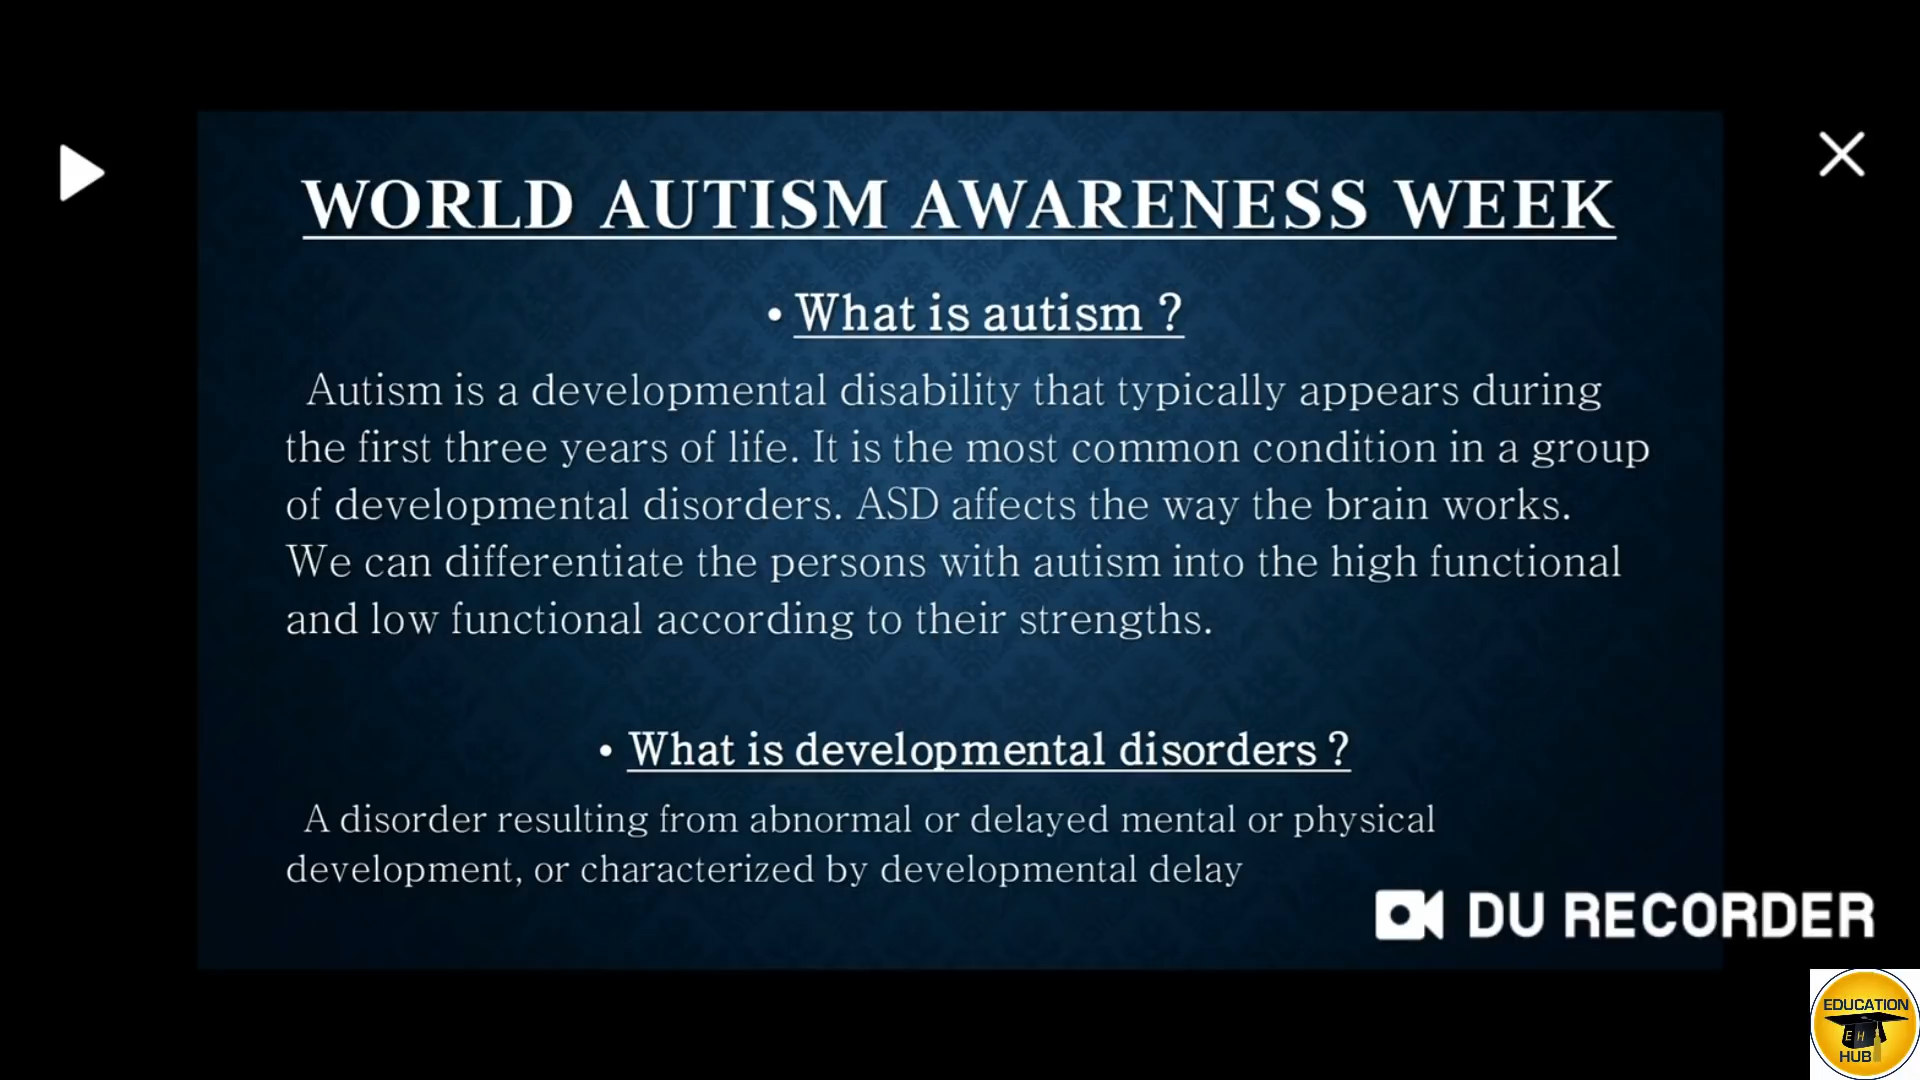 WORLD AUTISM AWARENESS WEEK
• What is autism ?
Autism is a developmental disability that typically appears during
the first three years of life. It is the most common condition in a group
of developmental disorders. ASD affects the way the brain works.
We can differentiate the persons with autism into the high functional
and low functional according to their strengths.
• What is developmental disorders ?
A disorder resulting from abnormal or delayed mental or physical
development, or characterized by developmental delay
DU RECORDER
EDUCATION
E H
HUB